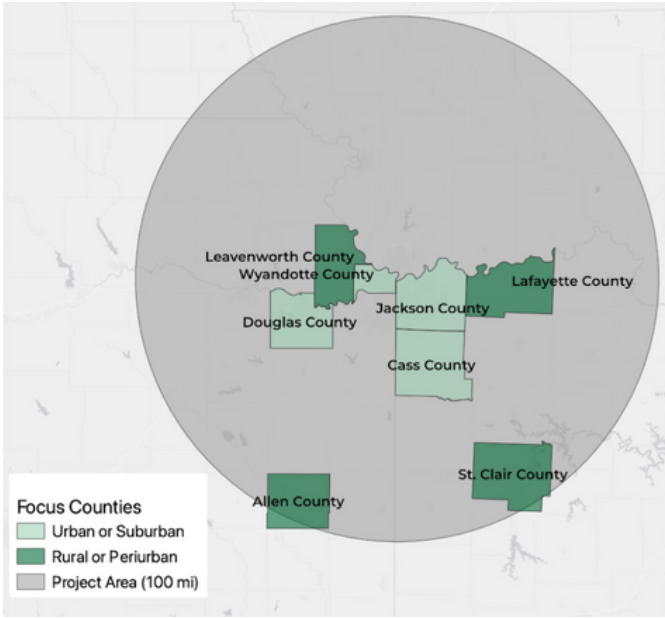 Leavenworth County
Wyandotte County
Lafayette County
Jackson County
Douglas County
Cass County
St. Clair County
Allen County
Focus Counties
Urban or Suburban
Rural or Periurban
Project Area (100 mi)